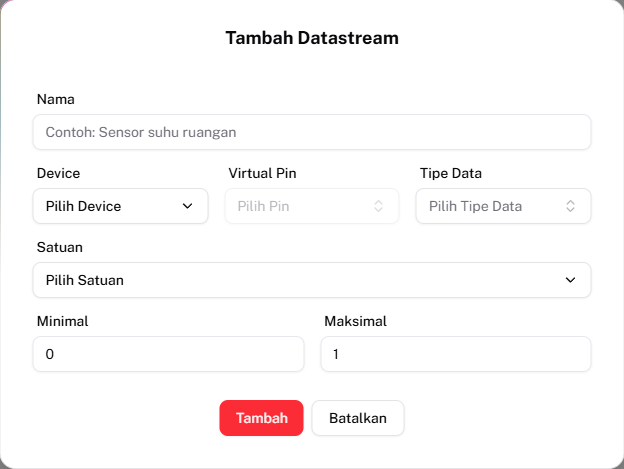 Tambah Datastream
Nama
Contoh: Sensor suhu ruangan
Device Virtual Pin Tipe Data
Pilih Device Pilih Pin Pilih Tipe Data
Satuan
Pilih Satuan
Minimal Maksimal
0 1
Tambah Batalkan